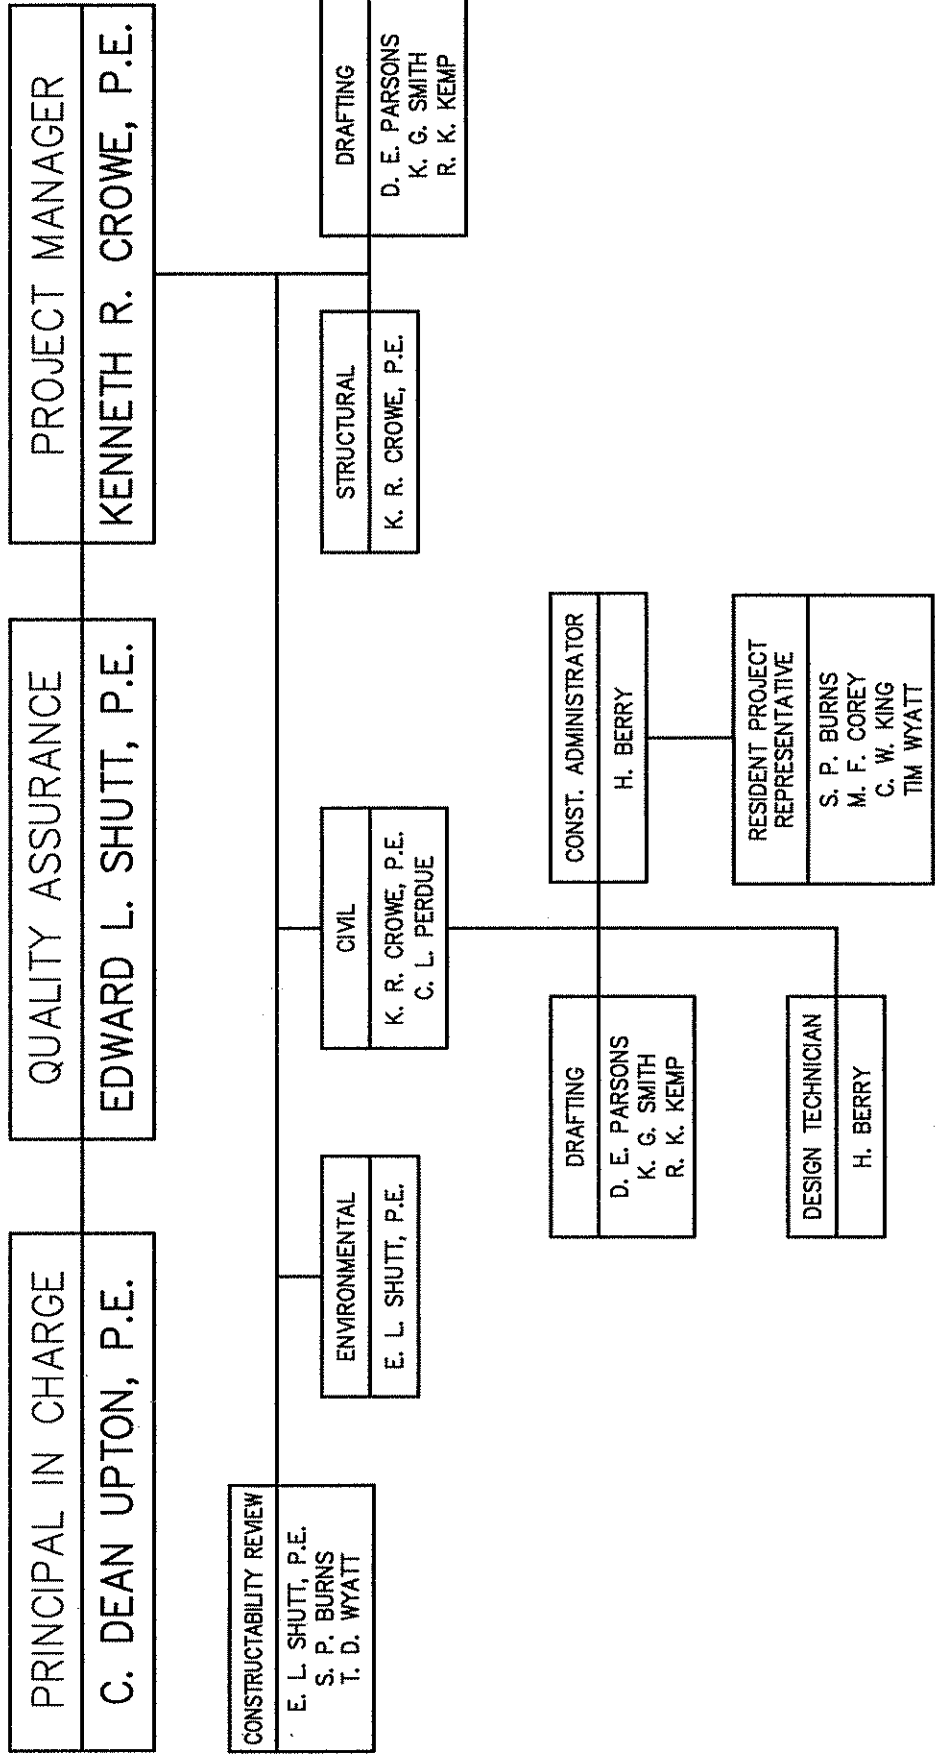 PRINCIPAL IN CHARGE
C. DEAN UPTON, P.E.
QUALITY ASSURANCE
EDWARD L. SHUTT, P.E.
PROJECT MANAGER
KENNETH R. CROWE, P.E.
CONSTRUCTABILITY REVIEW
E. L. SHUTT, P.E.
S. P. BURNS
T. D. WYATT
ENVIRONMENTAL
E. L. SHUTT, P.E.
CIVIL
K. R. CROWE, P.E.
C. L. PERDUE
STRUCTURAL
K. R. CROWE, P.E.
DRAFTING
D. E. PARSONS
K. G. SMITH
R. K. KEMP
DRAFTING
D. E. PARSONS
K. G. SMITH
R. K. KEMP
CONST. ADMINISTRATOR
H. BERRY
DESIGN TECHNICIAN
H. BERRY
RESIDENT PROJECT
REPRESENTATIVE
S. P. BURNS
M. F. COREY
C. W. KING
TIM WYATT